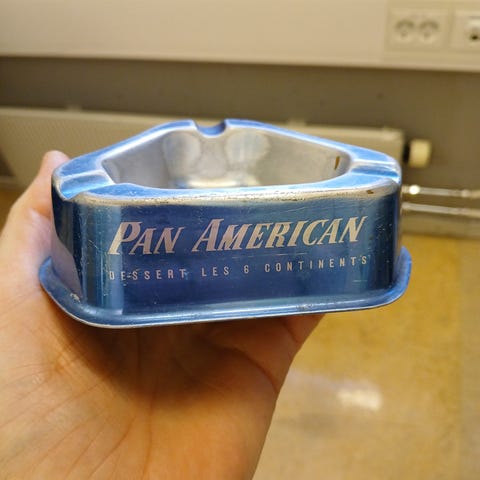 PAN AMERICAN
DESSERT LES 6 CONTINENTS